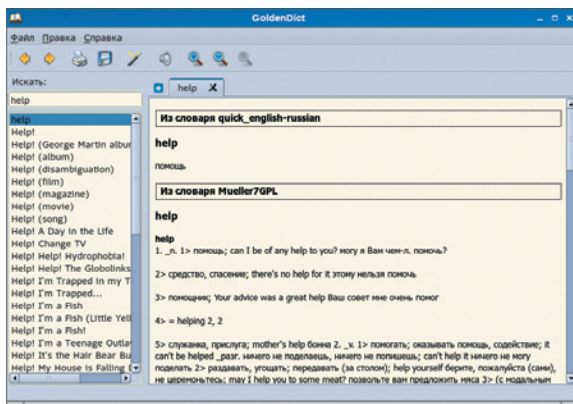 GoldenDict
Файл Правка Справка
Искать:
help
help
help
Help!
Help! (George Martin albur
Help! (album)
Help! (disambiguation)
Help! (film)
Help! (magazine)
Help! (movie)
Help! (song)
Help! A Day in the Life
Help! Change TV
Help! Help! Hydrophobia!
Help! Help! The Globolinks
Help! I'm Trapped in my T
Help! I'm Trapped...
Help! I'm a Fish
Help! I'm a Fish (Little Yell
Help! I'm a Fish!
Help! I'm a Teenage Outla
Help! It's the Hair Bear Bu
Help! My House is Falling D
Из словаря quick_english-russian
help
помощь
Из словаря Mueller7GPL
help
help
1. _n. 1> помощь; can I be of any help to you? могу я Вам чем-л. помочь?
2> средство, спасение; there's no help for it этому нельзя помочь
3> помощник; Your advice was a great help Ваш совет мне очень помог
4> = helping 2, 2
5> служанка, прислуга; mother's help бонна 2. _v. 1> помогать; оказывать помощь, содействие; it
can't be helped _разг. ничего не поделаешь, ничего не попишешь; can't help it ничего не могу
поделать 2> раздавать, угощать; передавать (за столом); help yourself берите, пожалуйста (сами),
не церемоньтесь; may I help you to some meat? позвольте вам предложить мяса 3> (с модальным